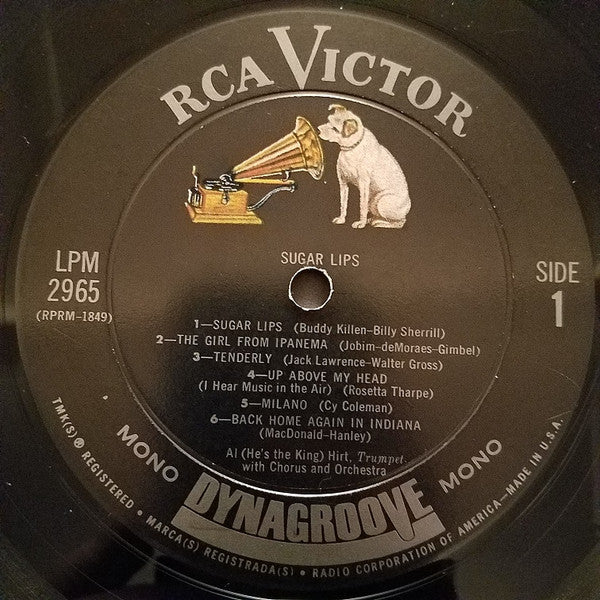 RCA VICTOR
LPM
2965
(RPRM-1849)
SIDE
1
SUGAR LIPS
1—SUGAR LIPS (Buddy Killen-Billy Sherrill)
2—THE GIRL FROM IPANEMA (Jobim-deMoraes-Gimbel)
3—TENDERLY (Jack Lawrence-Walter Gross)
4—UP ABOVE MY HEAD
(I Hear Music in the Air) (Rosetta Tharpe)
5—MILANO (Cy Coleman)
6—BACK HOME AGAIN IN INDIANA
(MacDonald-Hanley)
Al (He's the King) Hirt, Trumpet
with Chorus and Orchestra
MONO
DYNAGROOVE
MONO
TMK(S) ® REGISTERED • MARCA(S) REGISTRADA(S) • RADIO CORPORATION OF AMERICA—MADE IN U.S.A.